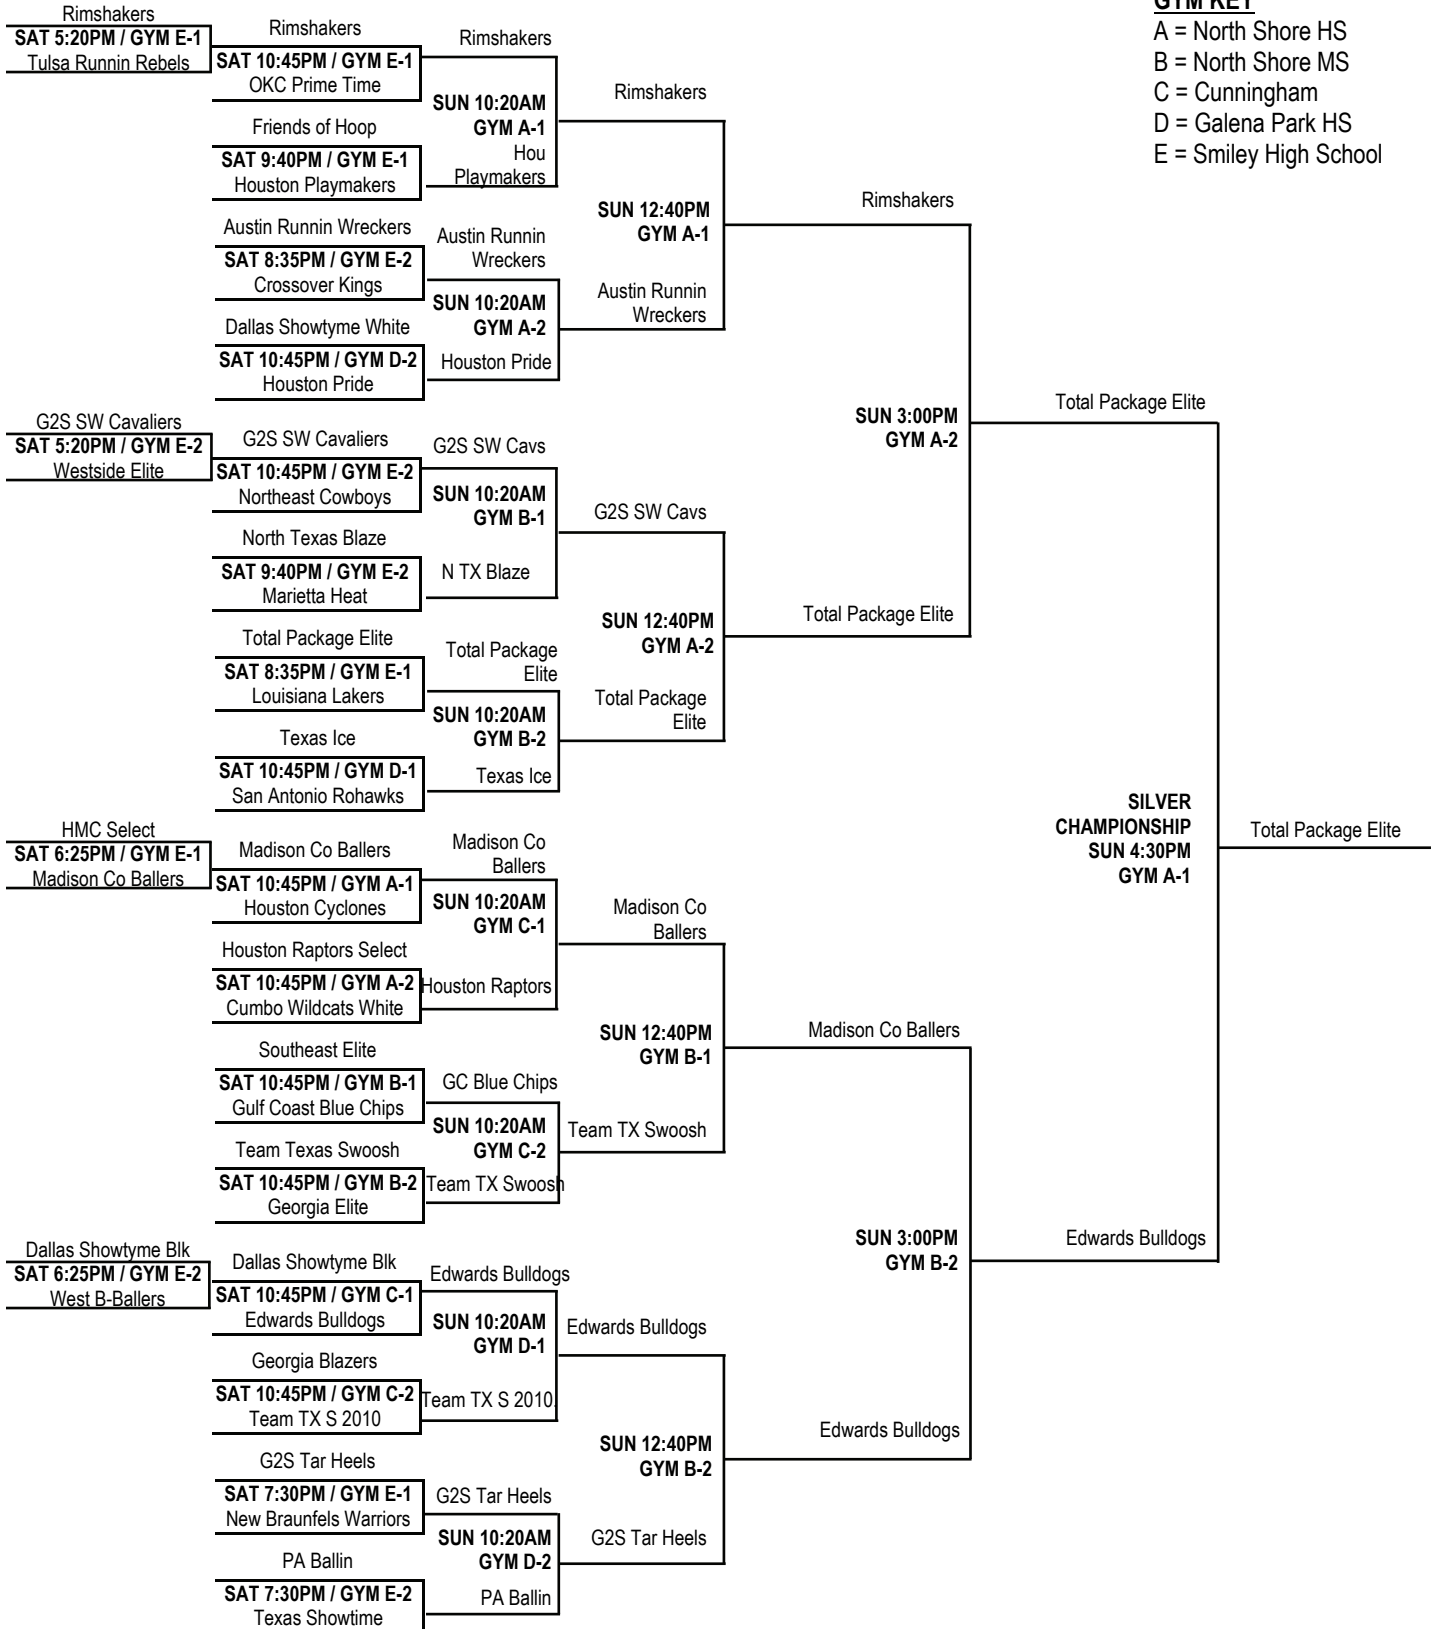 GYM KEY
A = North Shore HS
B = North Shore MS
C = Cunningham
D = Galena Park HS
E = Smiley High School
Rimshakers
SAT 5:20PM / GYM E-1
Tulsa Runnin Rebels
Rimshakers
SAT 10:45PM / GYM E-1
OKC Prime Time
Friends of Hoop
SAT 9:40PM / GYM E-1
Houston Playmakers
Austin Runnin Wreckers
SAT 8:35PM / GYM E-2
Crossover Kings
Dallas Showtyme White
SAT 10:45PM / GYM D-2
Houston Pride
G2S SW Cavaliers
SAT 5:20PM / GYM E-2
Westside Elite
G2S SW Cavaliers
SAT 10:45PM / GYM E-2
Northeast Cowboys
North Texas Blaze
SAT 9:40PM / GYM E-2
Marietta Heat
Total Package Elite
SAT 8:35PM / GYM E-1
Louisiana Lakers
Texas Ice
SAT 10:45PM / GYM D-1
San Antonio Rohawks
HMC Select
SAT 6:25PM / GYM E-1
Madison Co Ballers
Madison Co Ballers
SAT 10:45PM / GYM A-1
Houston Cyclones
Houston Raptors Select
SAT 10:45PM / GYM A-2
Cumbo Wildcats White
Southeast Elite
SAT 10:45PM / GYM B-1
Gulf Coast Blue Chips
Team Texas Swoosh
SAT 10:45PM / GYM B-2
Georgia Elite
Dallas Showtyme Blk
SAT 6:25PM / GYM E-2
West B-Ballers
Dallas Showtyme Blk
SAT 10:45PM / GYM C-1
Edwards Bulldogs
Georgia Blazers
SAT 10:45PM / GYM C-2
Team TX S 2010
G2S Tar Heels
SAT 7:30PM / GYM E-1
New Braunfels Warriors
PA Ballin
SAT 7:30PM / GYM E-2
Texas Showtime
Rimshakers
SUN 10:20AM
GYM A-1
Hou
Playmakers
Austin Runnin
Wreckers
SUN 10:20AM
GYM A-2
Houston Pride
G2S SW Cavs
SUN 10:20AM
GYM B-1
N TX Blaze
Total Package
Elite
SUN 10:20AM
GYM B-2
Texas Ice
Madison Co
Ballers
SUN 10:20AM
GYM C-1
Houston Raptors
GC Blue Chips
SUN 10:20AM
GYM C-2
Team TX Swoosh
Edwards Bulldogs
SUN 10:20AM
GYM D-1
Team TX S 2010.
G2S Tar Heels
SUN 10:20AM
GYM D-2
PA Ballin
Rimshakers
SUN 12:40PM
GYM A-1
Austin Runnin
Wreckers
G2S SW Cavs
SUN 12:40PM
GYM A-2
Total Package
Elite
Madison Co
Ballers
SUN 12:40PM
GYM B-1
Team TX Swoosh
Edwards Bulldogs
SUN 12:40PM
GYM B-2
G2S Tar Heels
Rimshakers
SUN 3:00PM
GYM A-2
Total Package Elite
Madison Co Ballers
SUN 3:00PM
GYM B-2
Edwards Bulldogs
Total Package Elite
SILVER
CHAMPIONSHIP
SUN 4:30PM
GYM A-1
Edwards Bulldogs
Total Package Elite